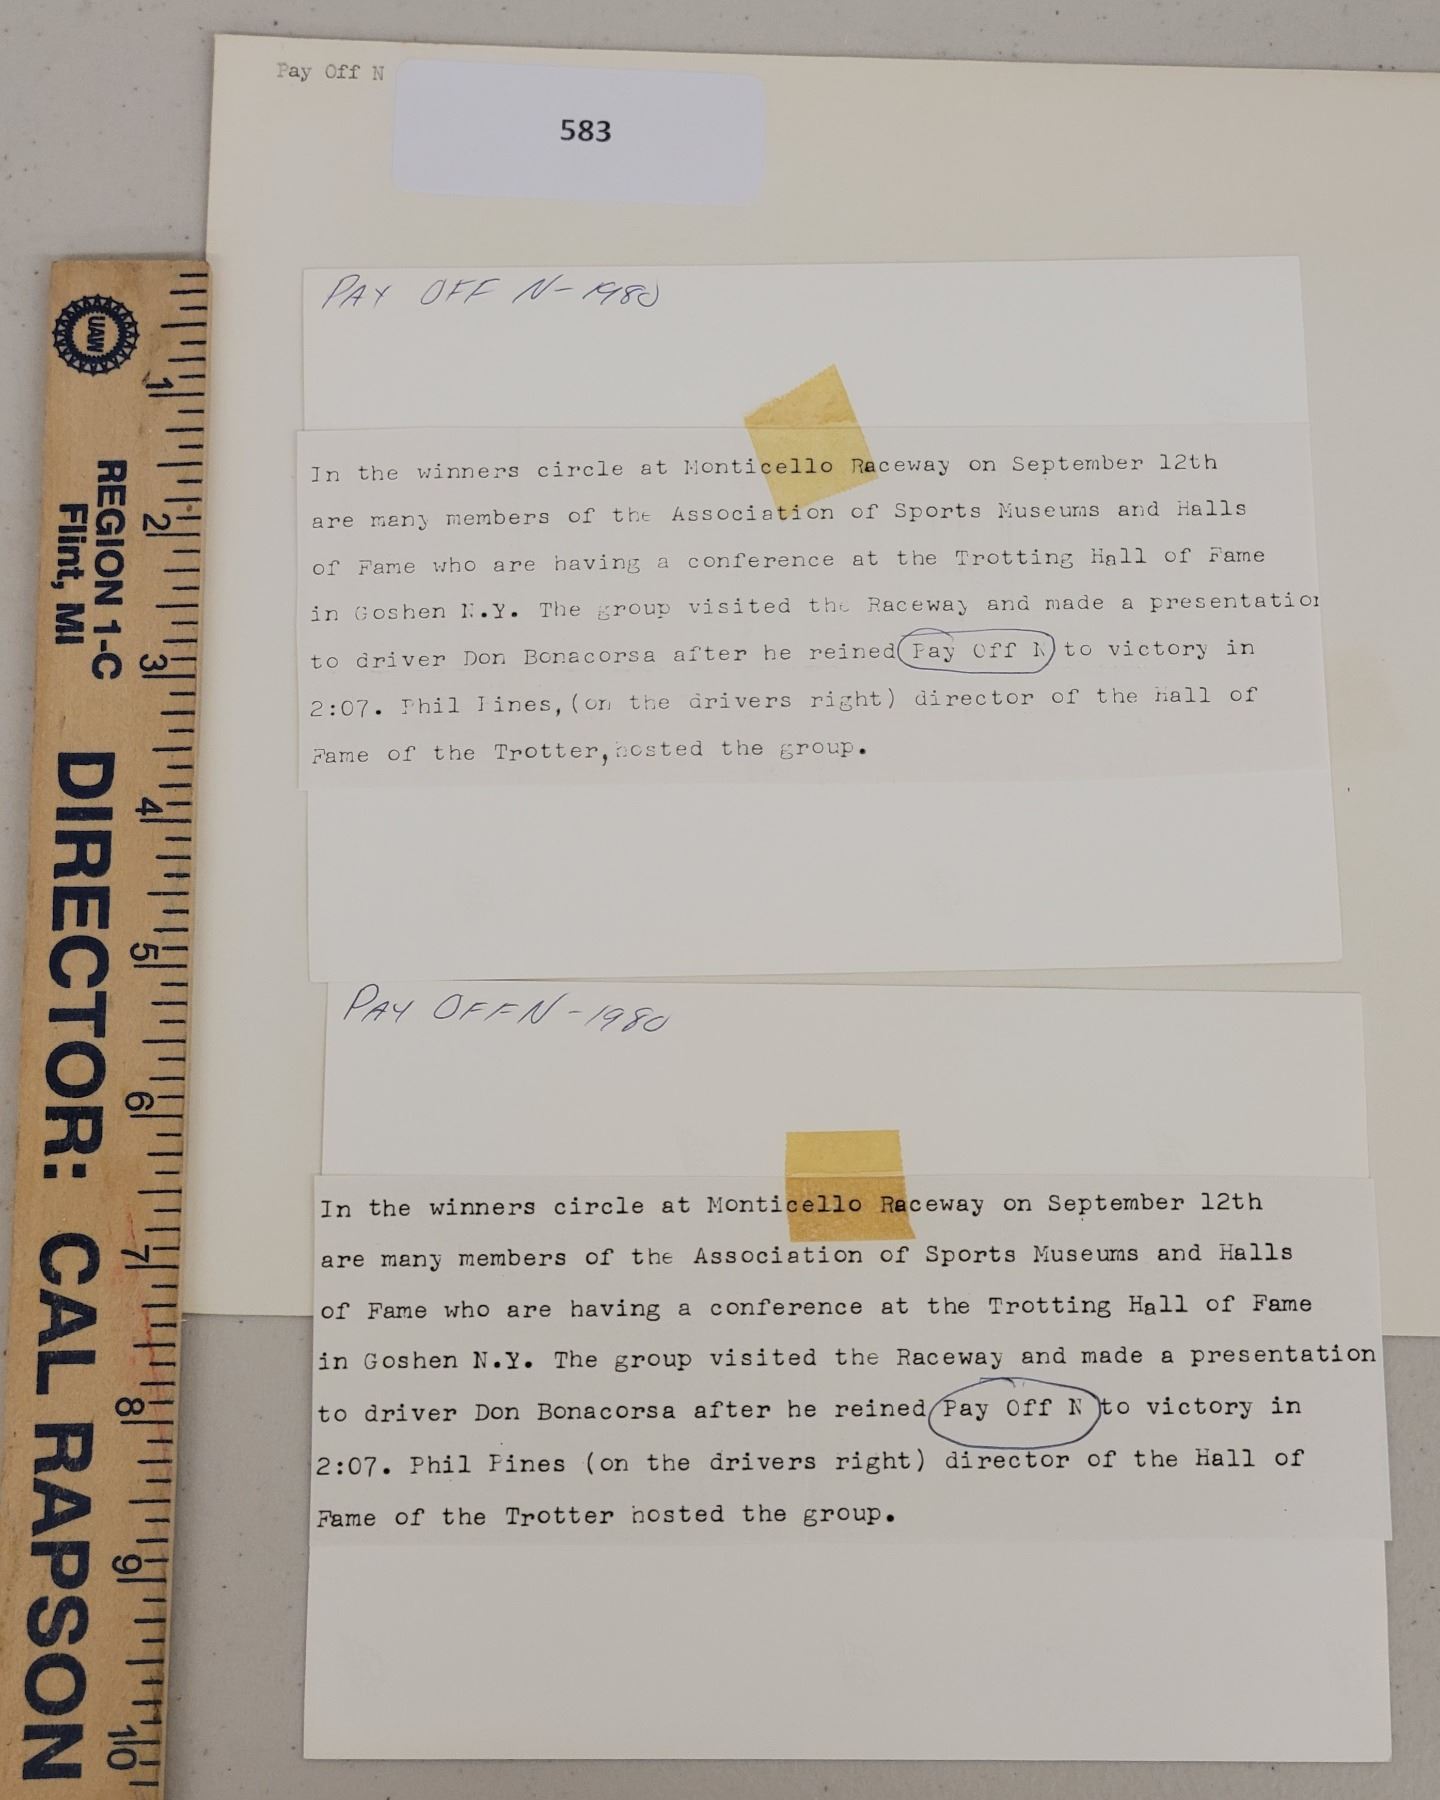 Pay Off N
583
PAY OFF N-1980
In the winners circle at Monticello Raceway on September 12th
are many members of the Association of Sports Museums and Halls
of Fame who are having a conference at the Trotting Hall of Fame
in Goshen N.Y. The group visited the Raceway and made a presentation
to driver Don Bonacorsa after he reined Pay Off N to victory in
2:07. Phil Pines,(on the drivers right) director of the Hall of
Fame of the Trotter,hosted the group.
PAY OFF N-1980
In the winners circle at Monticello Raceway on September 12th
are many members of the Association of Sports Museums and Halls
of Fame who are having a conference at the Trotting Hall of Fame
in Goshen N.Y. The group visited the Raceway and made a presentation
to driver Don Bonacorsa after he reined Pay Off N to victory in
2:07. Phil Pines (on the drivers right) director of the Hall of
Fame of the Trotter hosted the group.
UAW
REGION 1-C
Flint, MI
DIRECTOR: CAL RAPSON
1 2 3 4 5 6 7 8 9 10